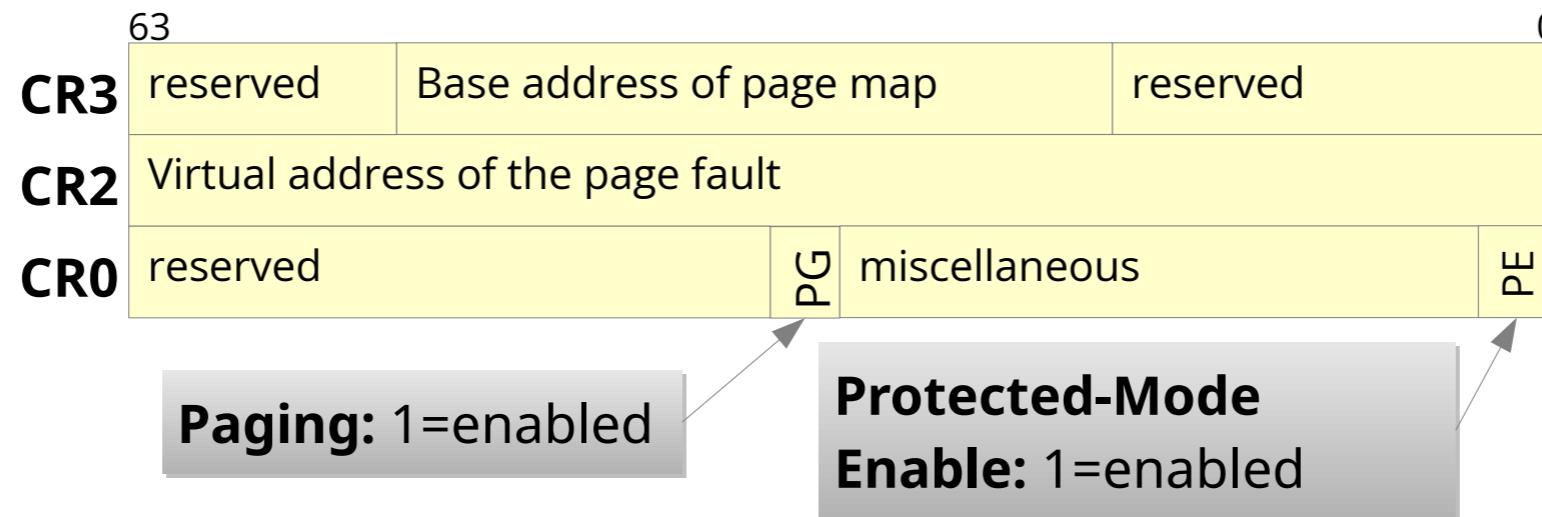 63 0
CR3 reserved Base address of page map reserved
CR2 Virtual address of the page fault
CR0 reserved PG miscellaneous PE
Paging: 1=enabled
Protected-Mode
Enable: 1=enabled